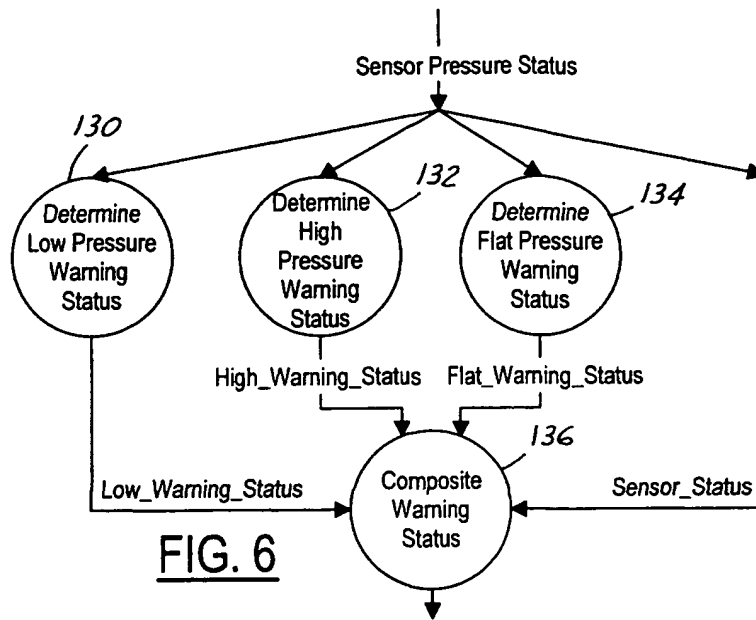 Sensor Pressure Status
130
132
134
Determine
Low Pressure
Warning
Status
Determine
High
Pressure
Warning
Status
Determine
Flat Pressure
Warning
Status
High_Warning_Status
Flat_Warning_Status
136
Composite
Warning
Status
Low_Warning_Status
Sensor_Status
FIG. 6